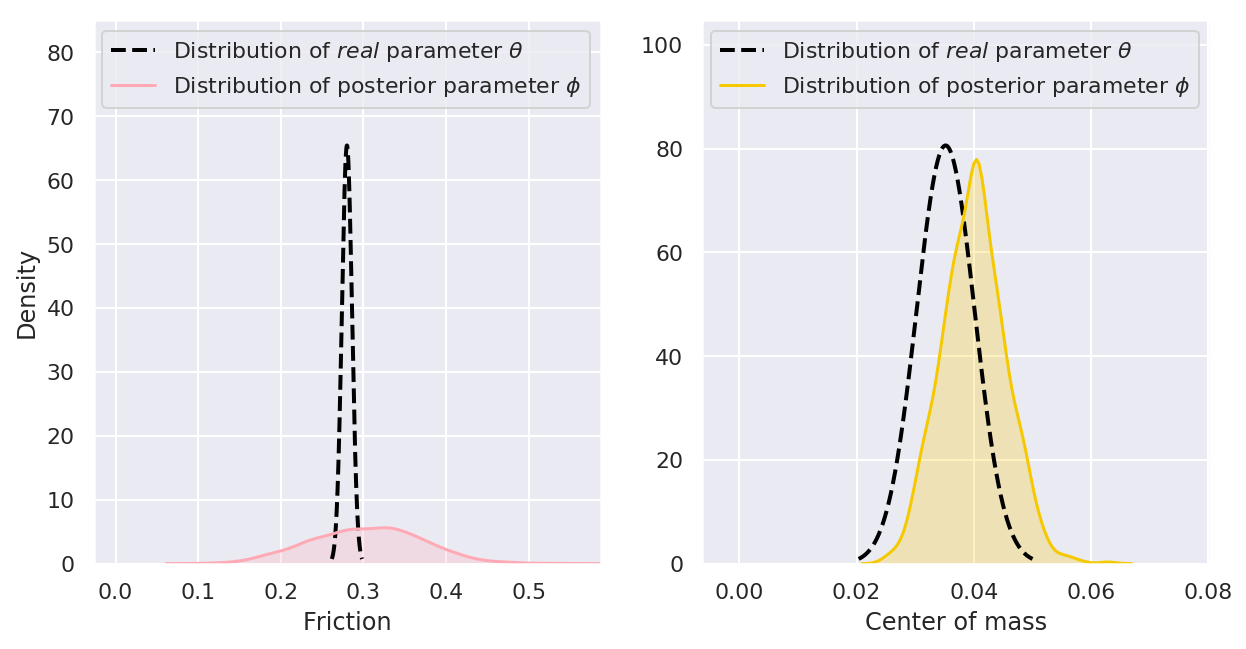 Distribution of real parameter θ
Distribution of posterior parameter ϕ
80
70
60
50
40
30
20
10
0
Density
0.0 0.1 0.2 0.3 0.4 0.5
Friction
Distribution of real parameter θ
Distribution of posterior parameter ϕ
100
80
60
40
20
0
0.00 0.02 0.04 0.06 0.08
Center of mass